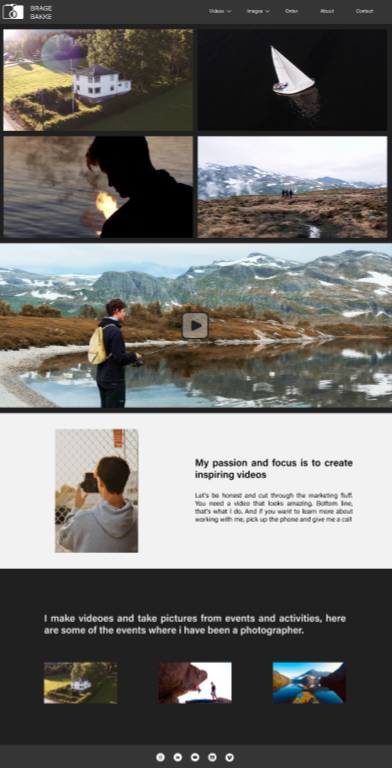 BRAGE
BAKKE
Videos
Images
Order
About
Contact
My passion and focus is to create
inspiring videos
Let's be honest and cut through the marketing fluff.
You need a video that looks amazing. Bottom line,
that's what I do. And if you want to learn more about
working with me, pick up the phone and give me a call
I make videoes and take pictures from events and activities, here
are some of the events where i have been a photographer.